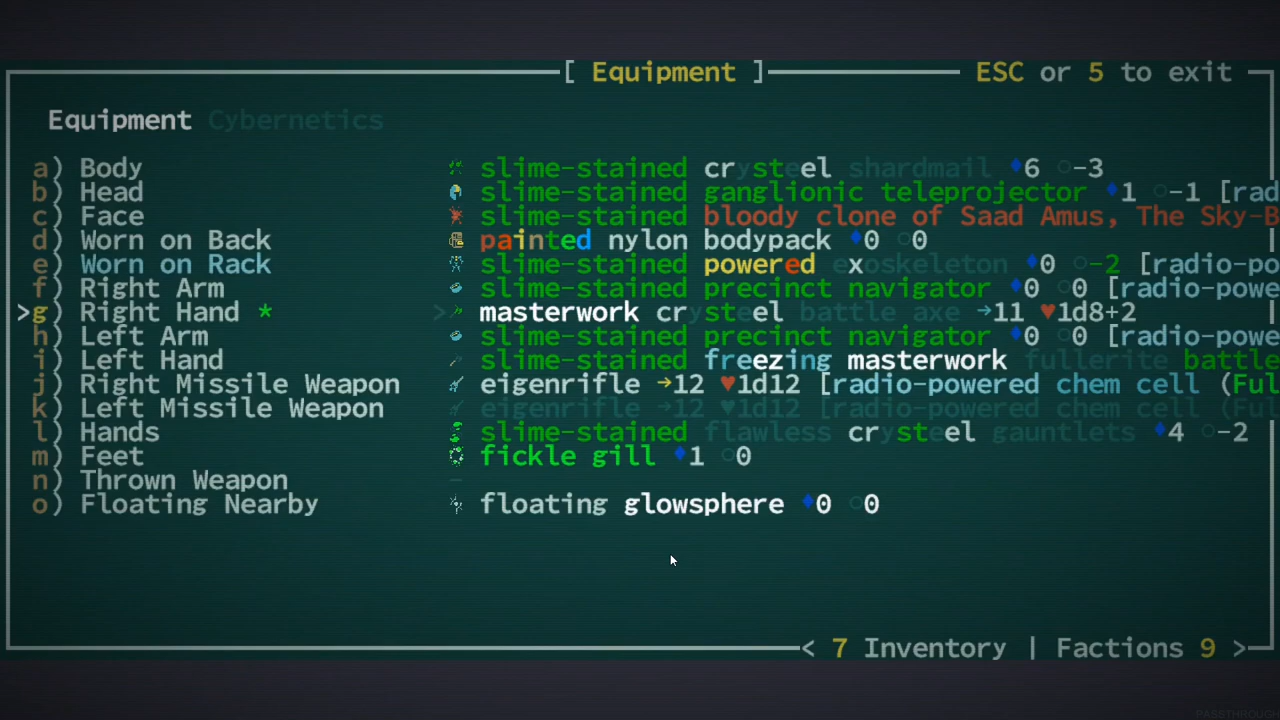 [ Equipment ] ESC or 5 to exit
Equipment Cybernetics
a) Body slime-stained crysteel shardmail ♦6 ○-3
b) Head slime-stained ganglionic teleprojector ♦1 ○-1 [rad
c) Face slime-stained bloody clone of Saad Amus, The Sky-B
d) Worn on Back painted nylon bodypack ♦0 ○0
e) Worn on Rack slime-stained powered exoskeleton ♦0 ○-2 [radio-po
f) Right Arm slime-stained precinct navigator ♦0 ○0 [radio-powe
>g) Right Hand * > masterwork crysteel battle axe →11 ♥1d8+2
h) Left Arm slime-stained precinct navigator ♦0 ○0 [radio-powe
i) Left Hand slime-stained freezing masterwork fullerite battle
j) Right Missile Weapon eigenrifle →12 ♥1d12 [radio-powered chem cell (Ful
k) Left Missile Weapon eigenrifle →12 ♥1d12 [radio-powered chem cell (Ful
l) Hands slime-stained flawless crysteel gauntlets ♦4 ○-2
m) Feet fickle gill ♦1 ○0
n) Thrown Weapon –
o) Floating Nearby floating glowsphere ♦0 ○0
< 7 Inventory | Factions 9 >